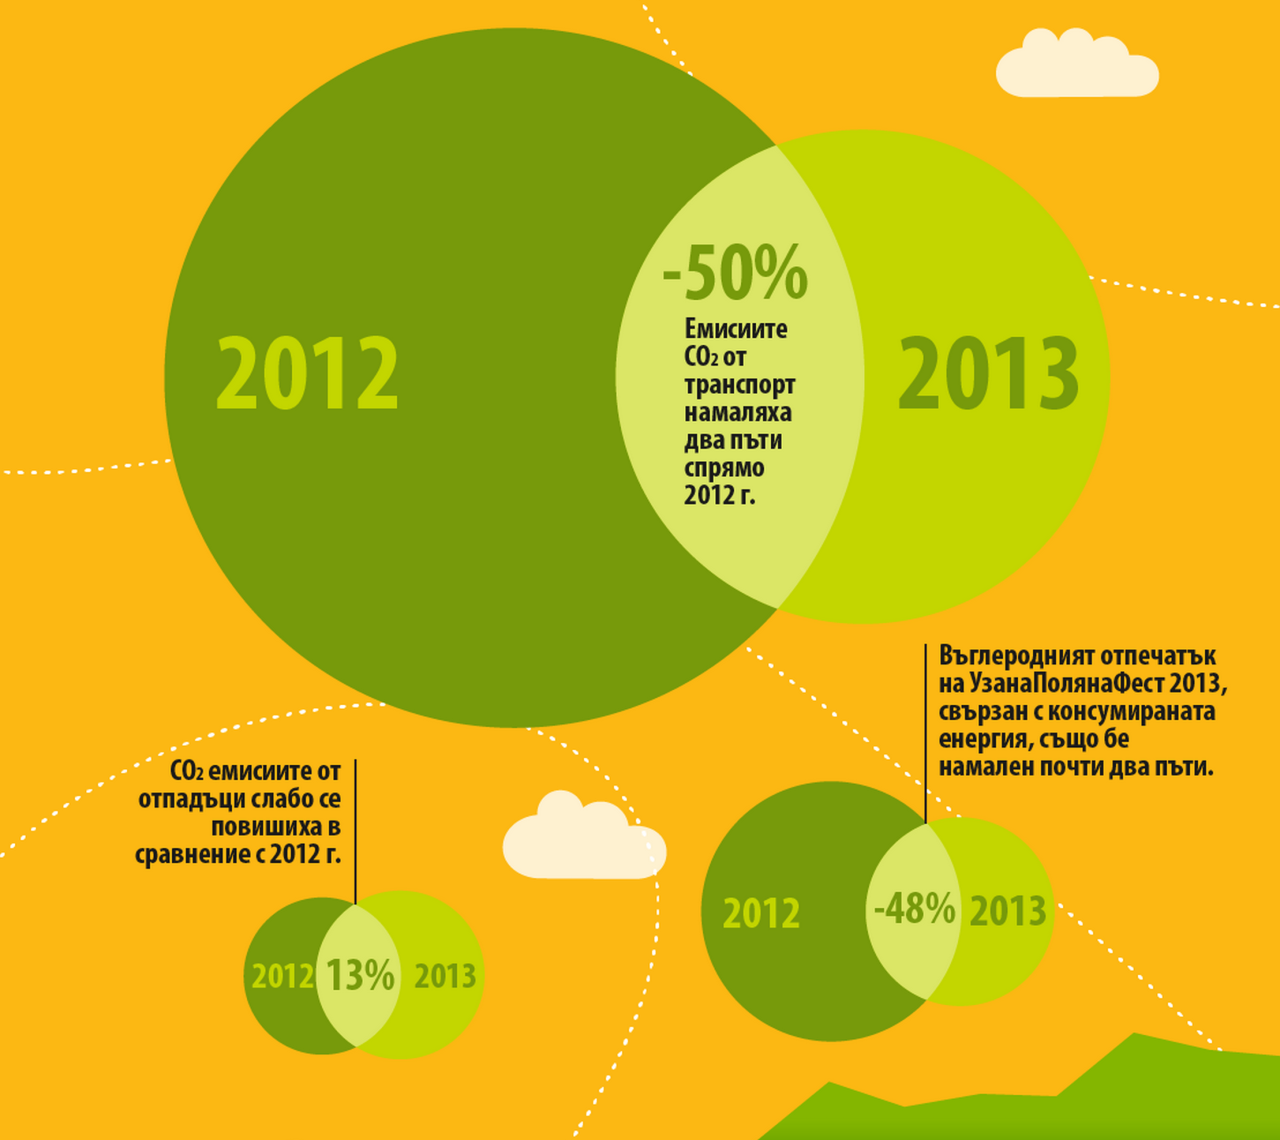 2012
-50%
Емисиите
CO₂ от
транспорт
намаляха
два пъти
спрямо
2012 г.
2013
Въглеродният отпечатък
на УзанаПолянаФест 2013,
свързан с консумираната
енергия, също бе
намален почти два пъти.
CO₂ емисиите от
отпадъци слабо се
повишиха в
сравнение с 2012 г.
2012
-48%
2013
2012
13%
2013